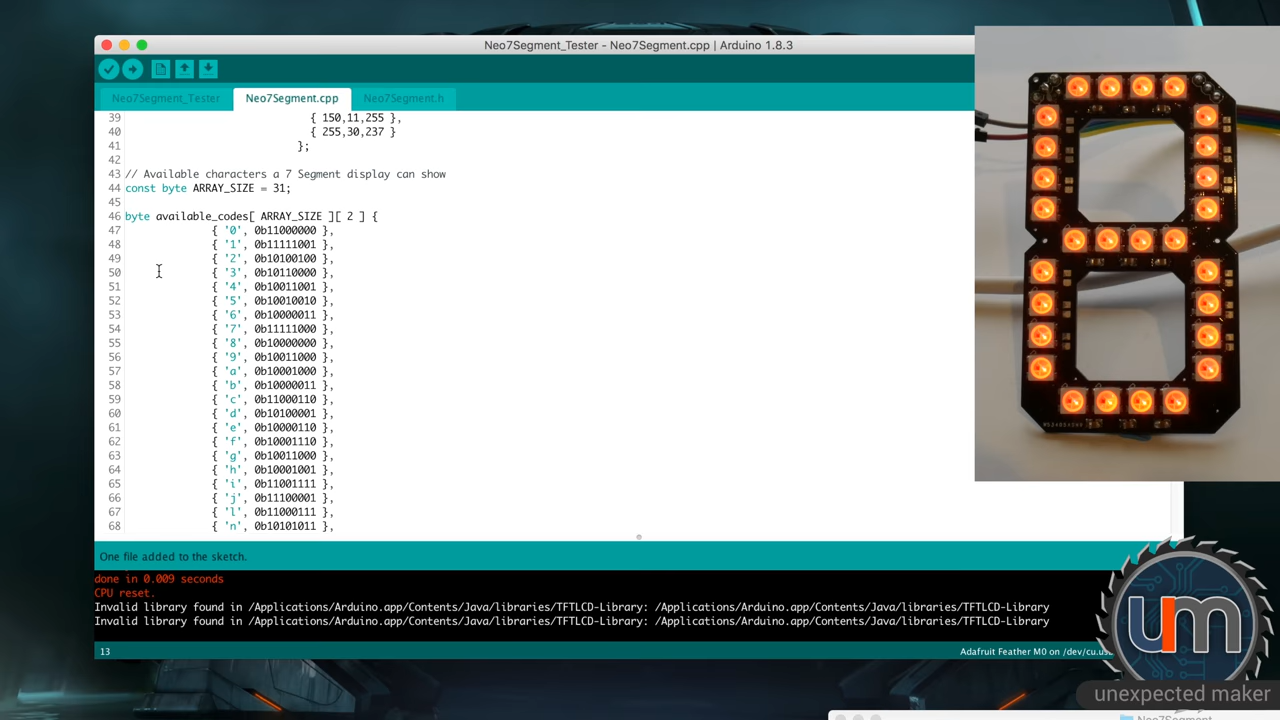 Neo7Segment_Tester - Neo7Segment.cpp | Arduino 1.8.3
Neo7Segment_Tester Neo7Segment.cpp Neo7Segment.h
39 { 150,11,255 },
40 { 255,30,237 }
41 };
42
43 // Available characters a 7 Segment display can show
44 const byte ARRAY_SIZE = 31;
45
46 byte available_codes[ ARRAY_SIZE ][ 2 ] {
47 { '0', 0b11000000 },
48 { '1', 0b11111001 },
49 { '2', 0b10100100 },
50 { '3', 0b10110000 },
51 { '4', 0b10011001 },
52 { '5', 0b10010010 },
53 { '6', 0b10000011 },
54 { '7', 0b11111000 },
55 { '8', 0b10000000 },
56 { '9', 0b10011000 },
57 { 'a', 0b10001000 },
58 { 'b', 0b10000011 },
59 { 'c', 0b11000110 },
60 { 'd', 0b10100001 },
61 { 'e', 0b10000110 },
62 { 'f', 0b10001110 },
63 { 'g', 0b10011000 },
64 { 'h', 0b10001001 },
65 { 'i', 0b11001111 },
66 { 'j', 0b11100001 },
67 { 'l', 0b11000111 },
68 { 'n', 0b10101011 },
One file added to the sketch.
done in 0.009 seconds
CPU reset.
Invalid library found in /Applications/Arduino.app/Contents/Java/libraries/TFTLCD-Library: /Applications/Arduino.app/Contents/Java/libraries/TFTLCD-Library
Invalid library found in /Applications/Arduino.app/Contents/Java/libraries/TFTLCD-Library: /Applications/Arduino.app/Contents/Java/libraries/TFTLCD-Library
13 Adafruit Feather M0 on /dev/cu.us
um
unexpected maker
Neo7Segment